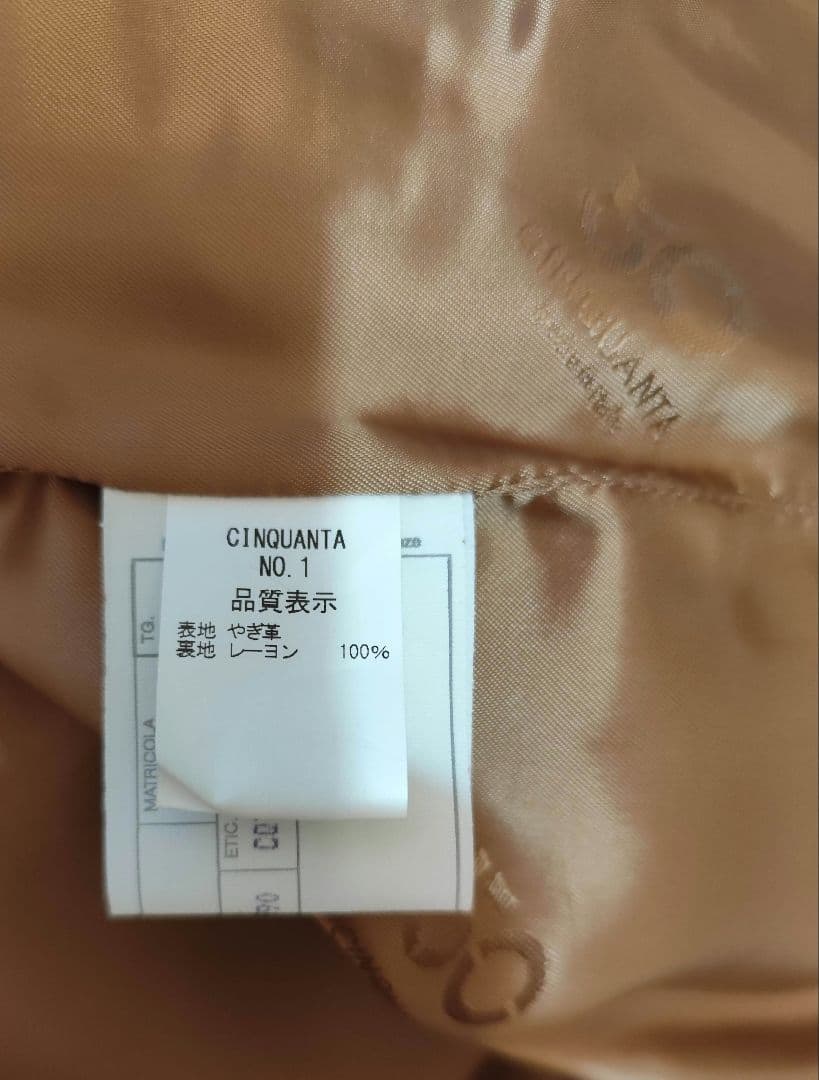 CINQUANTA
NO.1
品質表示
表地 やぎ革
裏地 レーヨン 100%
TG.
MATRICOLA
ETIC.
CINQUANTA